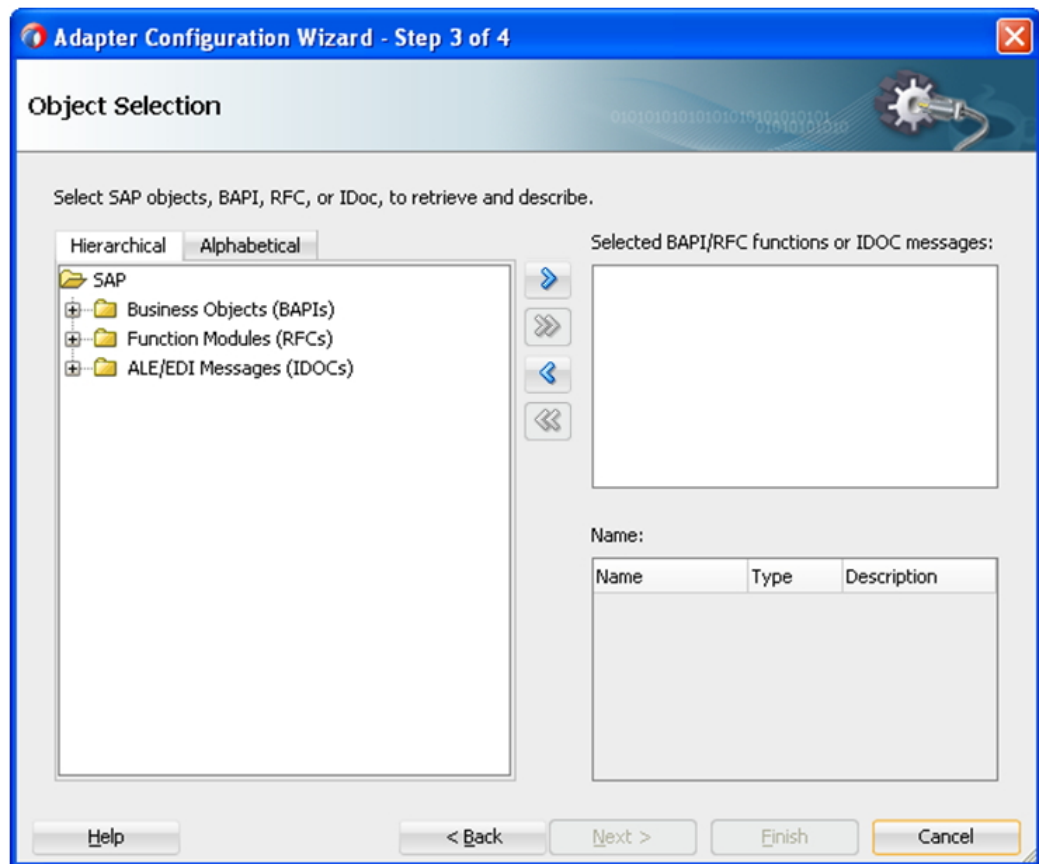 Adapter Configuration Wizard - Step 3 of 4
Object Selection
0101010101010101010101010101
01010101010
Select SAP objects, BAPI, RFC, or IDoc, to retrieve and describe.
Hierarchical Alphabetical
SAP
Business Objects (BAPIs)
Function Modules (RFCs)
ALE/EDI Messages (IDOCs)
Selected BAPI/RFC functions or IDOC messages:
Name:
Name Type Description
Help < Back Next > Finish Cancel